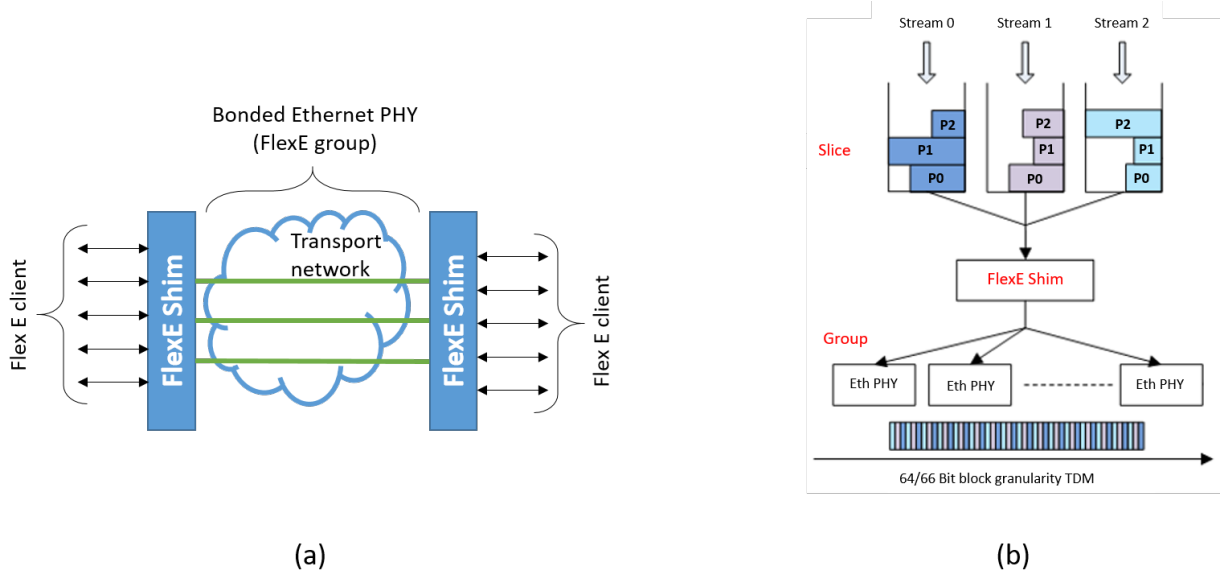 Bonded Ethernet PHY
(FlexE group)
Flex E client
FlexE Shim
Transport
network
FlexE Shim
Flex E client
(a)
Stream 0
Stream 1
Stream 2
Slice
P2
P1
P0
P2
P1
P0
P2
P1
P0
FlexE Shim
Group
Eth PHY
Eth PHY
Eth PHY
64/66 Bit block granularity TDM
(b)